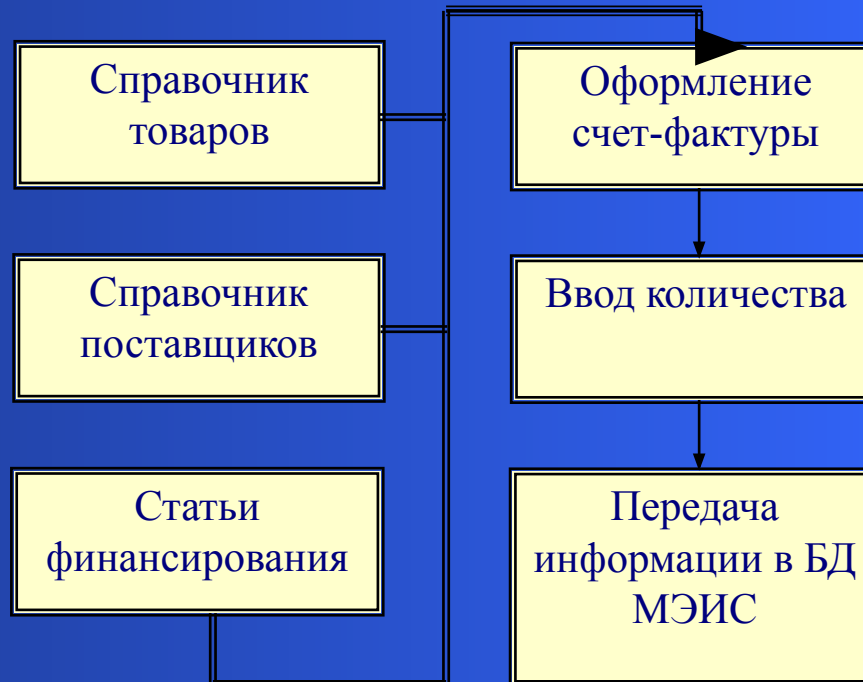 Справочник
товаров
Справочник
поставщиков
Статьи
финансирования
Оформление
счет-фактуры
Ввод количества
Передача
информации в БД
МЭИС